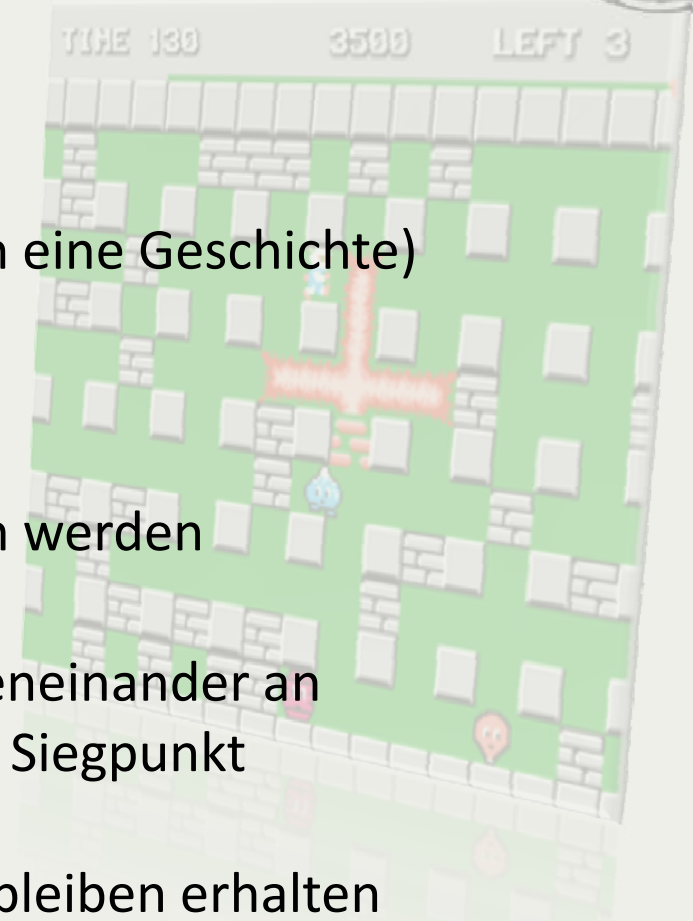 TIME 130 3500 LEFT 3
eine Geschichte)
werden
eneinander an
Siegpunkt
bleiben erhalten